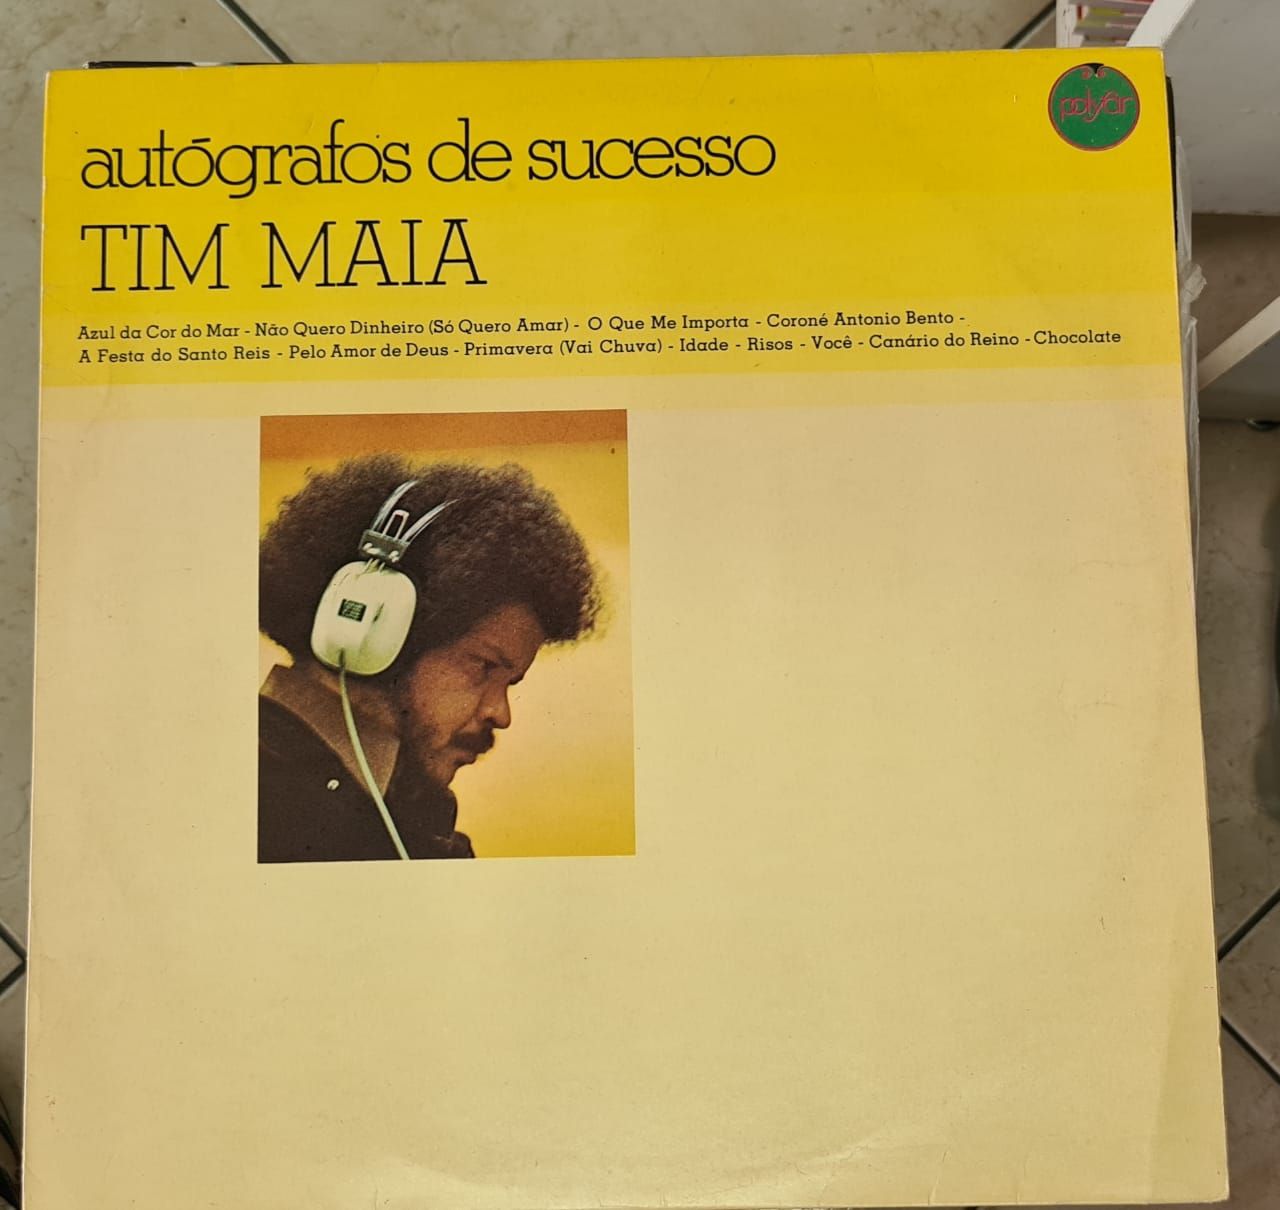 polyfar
autógrafos de sucesso
TIM MAIA
Azul da Cor do Mar - Não Quero Dinheiro (Só Quero Amar) - O Que Me Importa - Coroné Antonio Bento -
A Festa do Santo Reis - Pelo Amor de Deus - Primavera (Vai Chuva) - Idade - Risos - Você - Canário do Reino - Chocolate